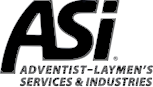 ASi®
ADVENTIST-LAYMEN'S
SERVICES & INDUSTRIES